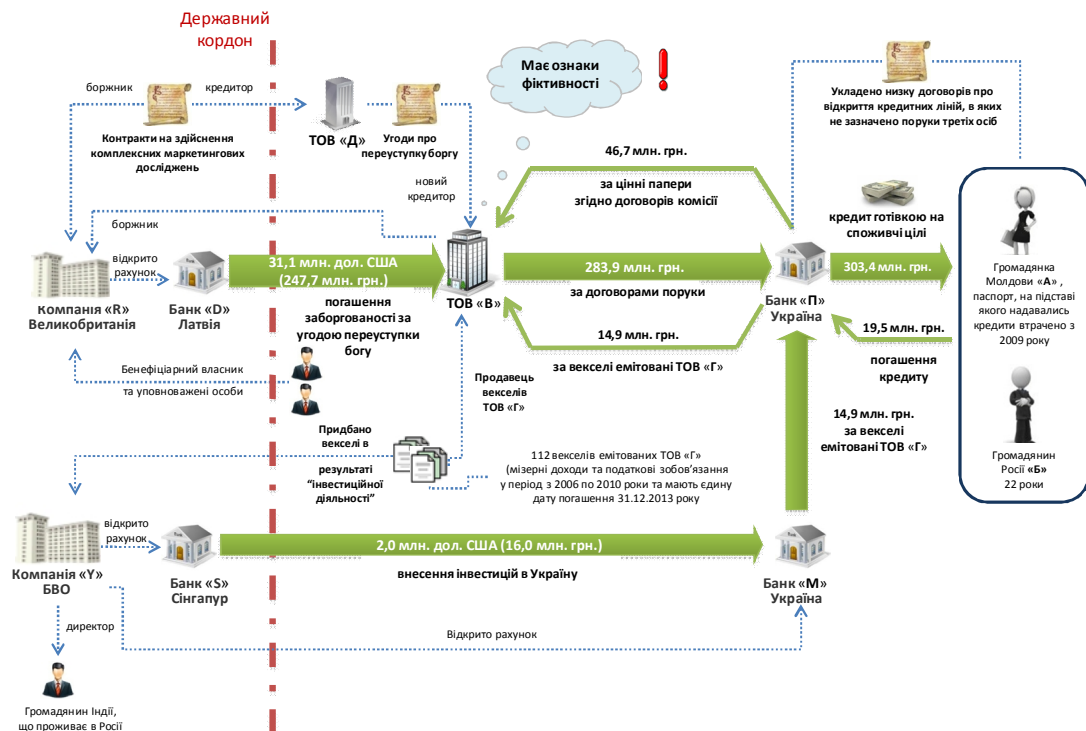 Державний
кордон
Має ознаки
фіктивності
боржник
кредитор
Контракти на здійснення
комплексних маркетингових
досліджень
ТОВ «Д»
Угоди про
переуступку боргу
новий
кредитор
Укладено низку договорів про
відкриття кредитних ліній, в яких
не зазначено поруки третіх осіб
46,7 млн. грн.
за цінні папери
згідно договорів комісії
кредит готівкою на
споживчі цілі
боржник
відкрито
рахунок
31,1 млн. дол. США
(247,7 млн. грн.)
283,9 млн. грн.
303,4 млн. грн.
Компанія «R»
Великобританія
Банк «D»
Латвія
погашення
заборгованості за
угодою переуступки
богу
ТОВ «В»
за договорами поруки
Банк «П»
Україна
14,9 млн. грн.
за векселі емітовані ТОВ «Г»
19,5 млн. грн.
погашення
кредиту
Громадянка
Молдови «А» ,
паспорт, на підставі
якого надавались
кредити втрачено з
2009 року
Бенефіціарний власник
та уповноважені особи
Продавець
векселів
ТОВ «Г»
14,9 млн. грн.
за векселі
емітовані ТОВ «Г»
Придбано
векселі в
результаті
“інвестиційної
діяльності”
112 векселів емітованих ТОВ «Г»
(мізерні доходи та податкові зобов’язання
у період з 2006 по 2010 роки та мають єдину
дату погашення 31.12.2013 року
Громадянин
Росії «Б»
22 роки
відкрито
рахунок
2,0 млн. дол. США (16,0 млн. грн.)
внесення інвестицій в Україну
Компанія «Y»
БВО
Банк «S»
Сінгапур
Банк «М»
Україна
директор
Відкрито рахунок
Громадянин Індії,
що проживає в Росії